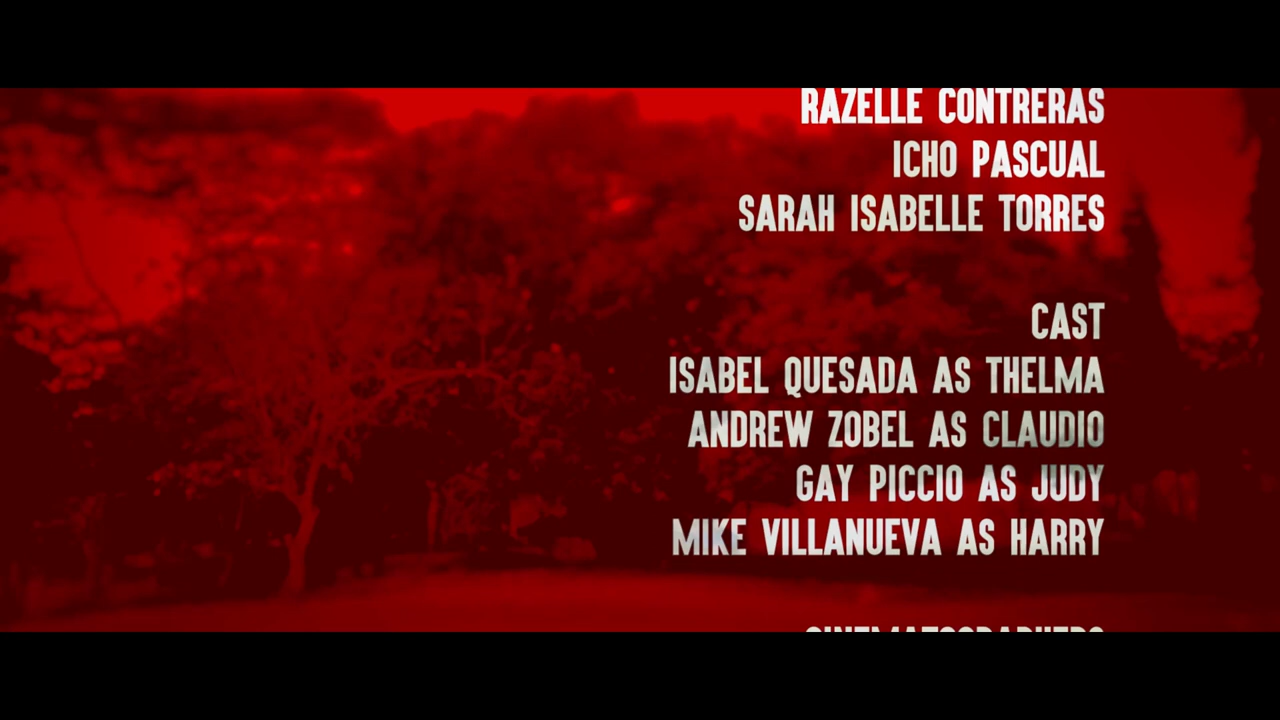 RAZELLE CONTRERAS
ICHO PASCUAL
SARAH ISABELLE TORRES
CAST
ISABEL QUESADA AS THELMA
ANDREW ZOBEL AS CLAUDIO
GAY PICCIO AS JUDY
MIKE VILLANUEVA AS HARRY
CINEMATOGRAPHERS